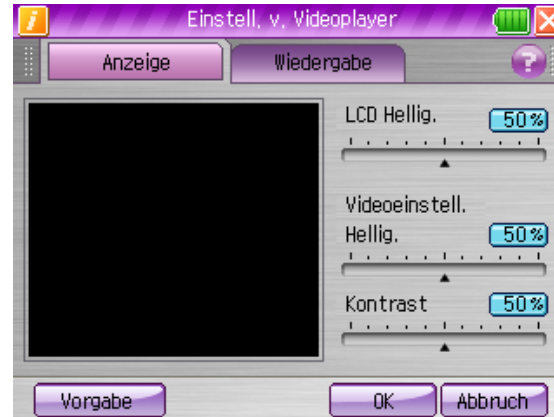 Einstell. v. Videoplayer
Anzeige
Wiedergabe
?
LCD Hellig.
50%
Videoeinstell.
Hellig.
50%
Kontrast
50%
Vorgabe
OK
Abbruch